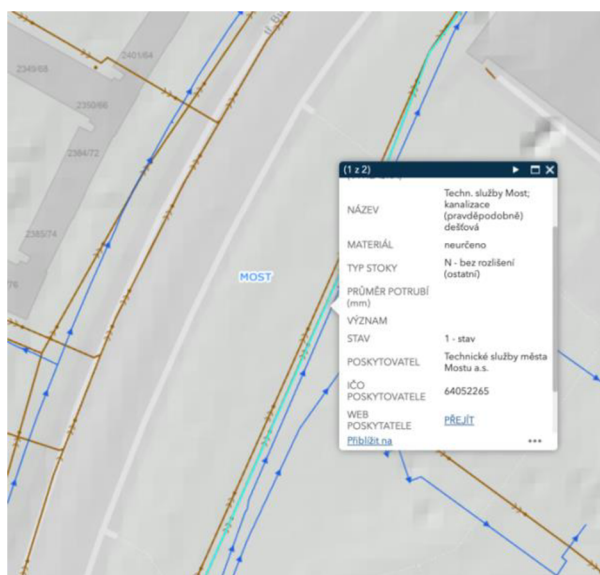 2401/64
2349/68
2350/66
2384/72
2385/74
76
MOST
(1 z 2)
NÁZEV
Techn. služby Most;
kanalizace
(pravděpodobně)
dešťová
MATERIÁL
neurčeno
TYP STOKY
N - bez rozlišení
(ostatní)
PRŮMĚR POTRUBÍ
(mm)
VÝZNAM
STAV
1 - stav
POSKYTOVATEL
Technické služby města
Mostu a.s.
IČO
POSKYTOVATELE
64052265
WEB
POSKYTATELE
PŘEJÍT
Přiblížit na